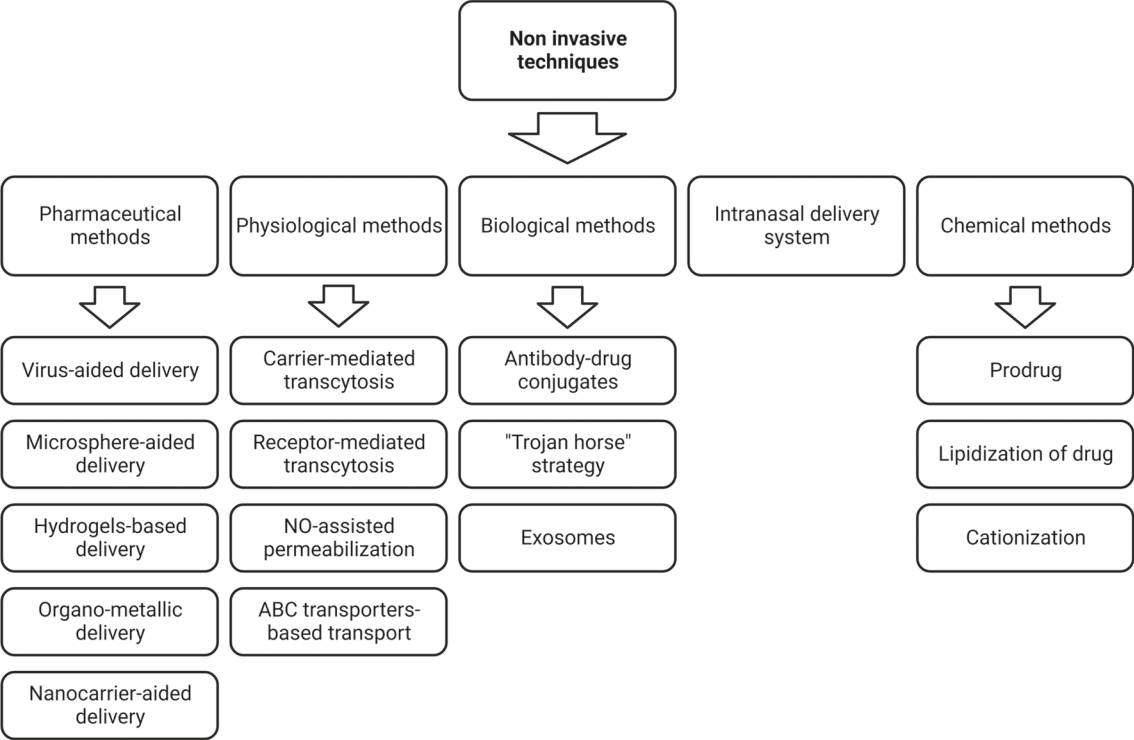 Non invasive
techniques
Pharmaceutical
methods
Physiological methods
Biological methods
Intranasal delivery
system
Chemical methods
Virus-aided delivery
Microsphere-aided
delivery
Hydrogels-based
delivery
Organo-metallic
delivery
Nanocarrier-aided
delivery
Carrier-mediated
transcytosis
Receptor-mediated
transcytosis
NO-assisted
permeabilization
ABC transporters-
based transport
Antibody-drug
conjugates
"Trojan horse"
strategy
Exosomes
Prodrug
Lipidization of drug
Cationization